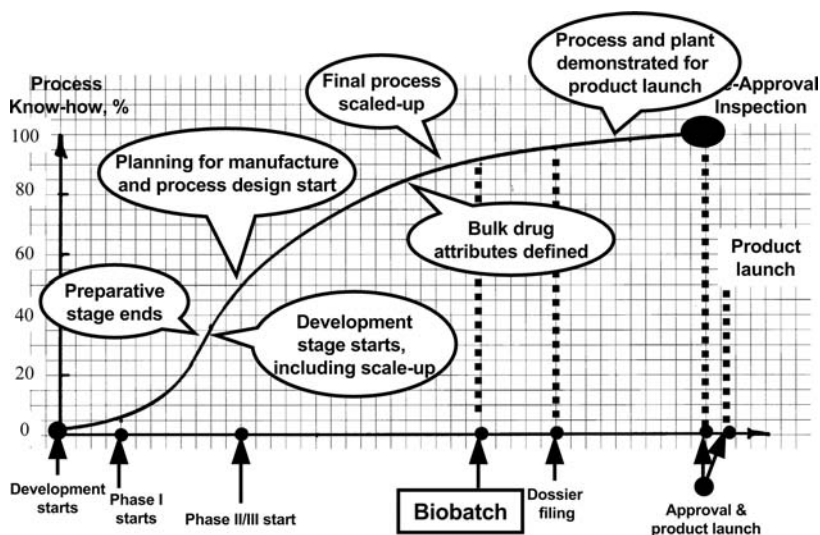 Process
Know-how, %
Final process
scaled-up
Process and plant
demonstrated for
product launch
e-Approval
Inspection
100
80
60
40
20
0
Planning for manufacture
and process design start
Bulk drug
attributes defined
Product
launch
Preparative
stage ends
Development
stage starts,
including scale-up
Development
starts
Phase I
starts
Phase II/III start
Biobatch
Dossier
filing
Approval &
product launch